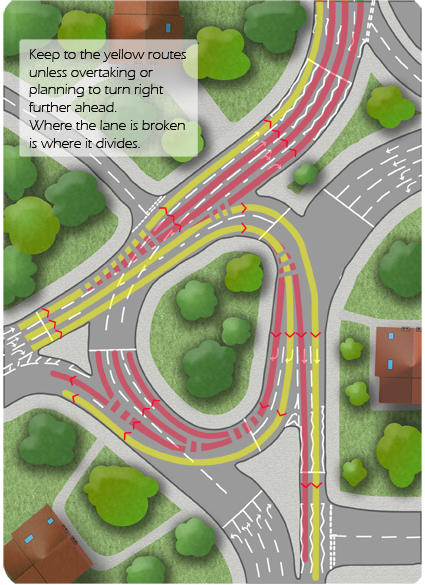 Keep to the yellow routes
unless overtaking or
planning to turn right
further ahead.
Where the lane is broken
is where it divides.